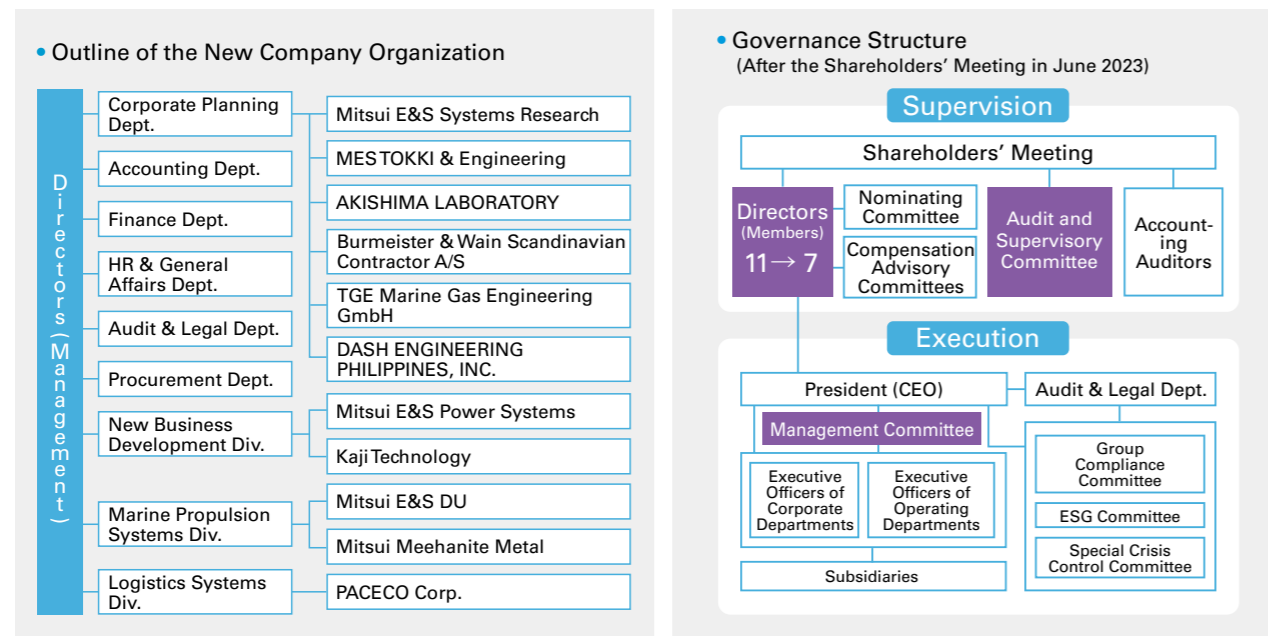 • Outline of the New Company Organization
Directors (Management)
Corporate Planning
Dept.
Accounting Dept.
Finance Dept.
HR & General
Affairs Dept.
Audit & Legal Dept.
Procurement Dept.
New Business
Development Div.
Marine Propulsion
Systems Div.
Logistics Systems
Div.
Mitsui E&S Systems Research
MES TOKKI & Engineering
AKISHIMA LABORATORY
Burmeister & Wain Scandinavian
Contractor A/S
TGE Marine Gas Engineering
GmbH
DASH ENGINEERING
PHILIPPINES, INC.
Mitsui E&S Power Systems
Kaji Technology
Mitsui E&S DU
Mitsui Meehanite Metal
PACECO Corp.
• Governance Structure
(After the Shareholders’ Meeting in June 2023)
Supervision
Shareholders’ Meeting
Directors
(Members)
11→ 7
Nominating
Committee
Compensation
Advisory
Committees
Audit and
Supervisory
Committee
Account-
ing
Auditors
Execution
President (CEO)
Management Committee
Executive
Officers of
Corporate
Departments
Executive
Officers of
Operating
Departments
Subsidiaries
Audit & Legal Dept.
Group
Compliance
Committee
ESG Committee
Special Crisis
Control Committee